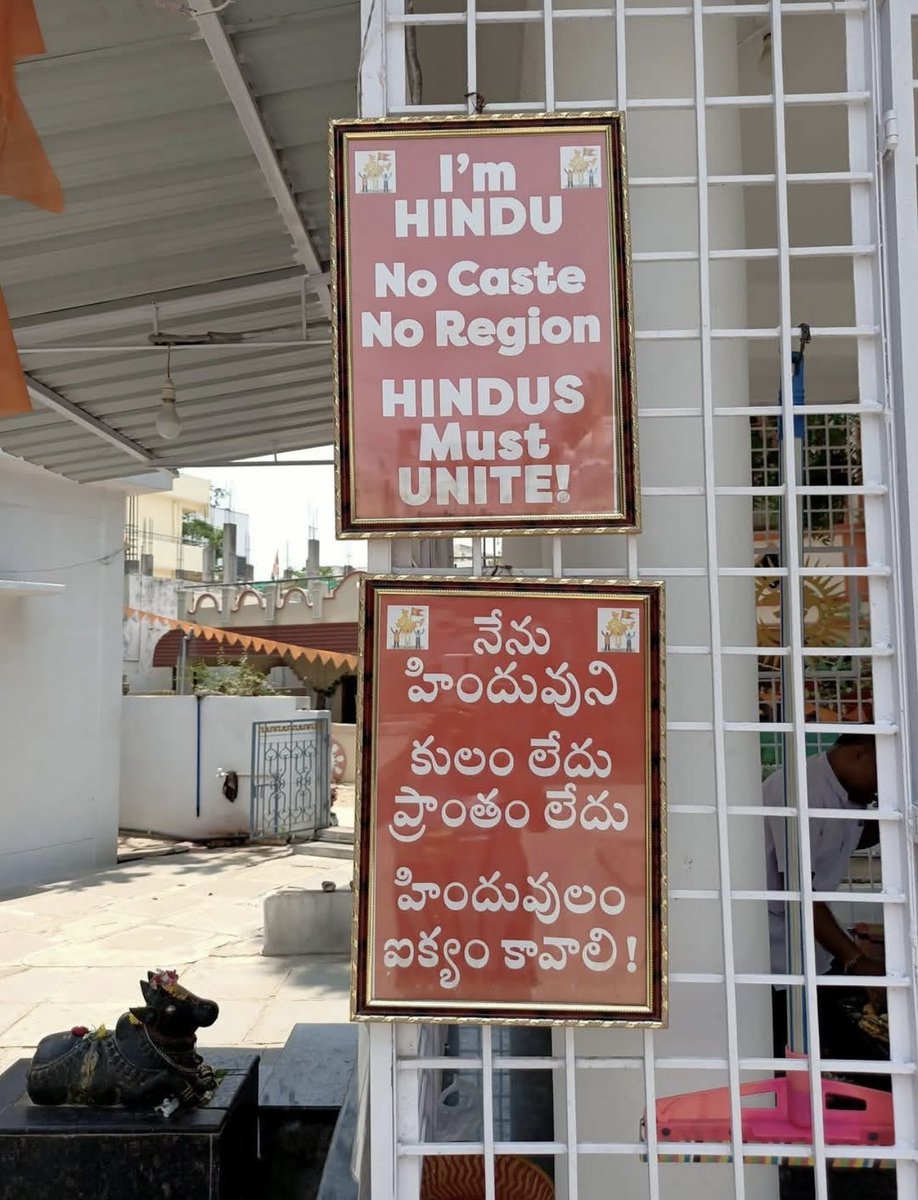 I'm
HINDU
No Caste
No Region
HINDUS
Must
UNITE!
నేను
హిందువుని
కులం లేదు
ప్రాంతం లేదు
హిందువులం
ఐక్యం కావాలి!